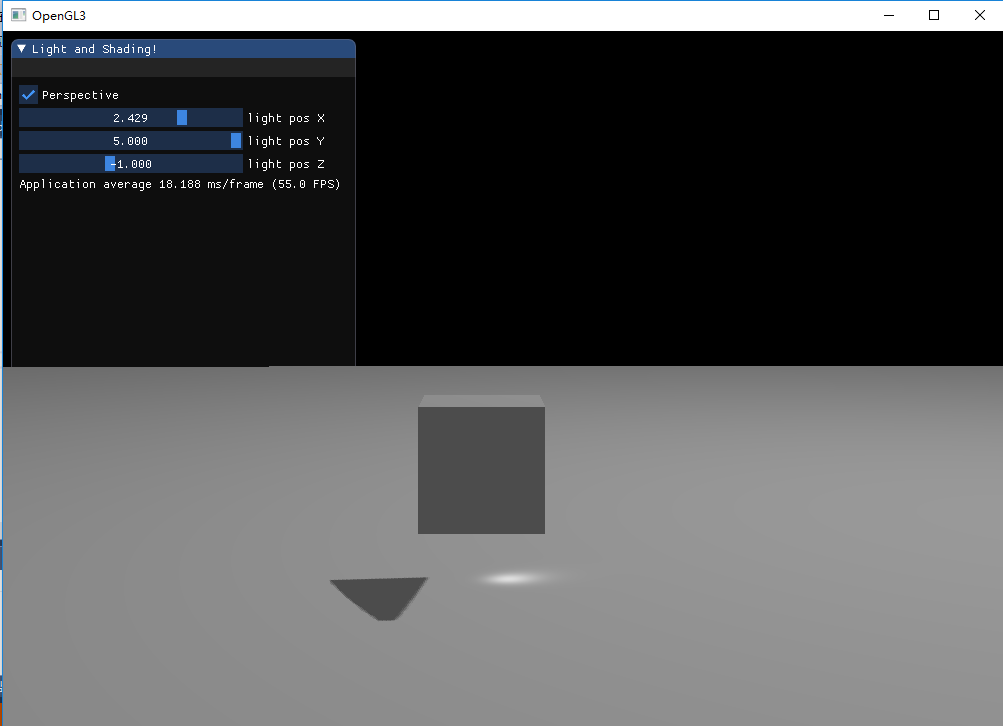 OpenGL3
Light and Shading!
Perspective
2.429 light pos X
5.000 light pos Y
-1.000 light pos Z
Application average 18.188 ms/frame (55.0 FPS)